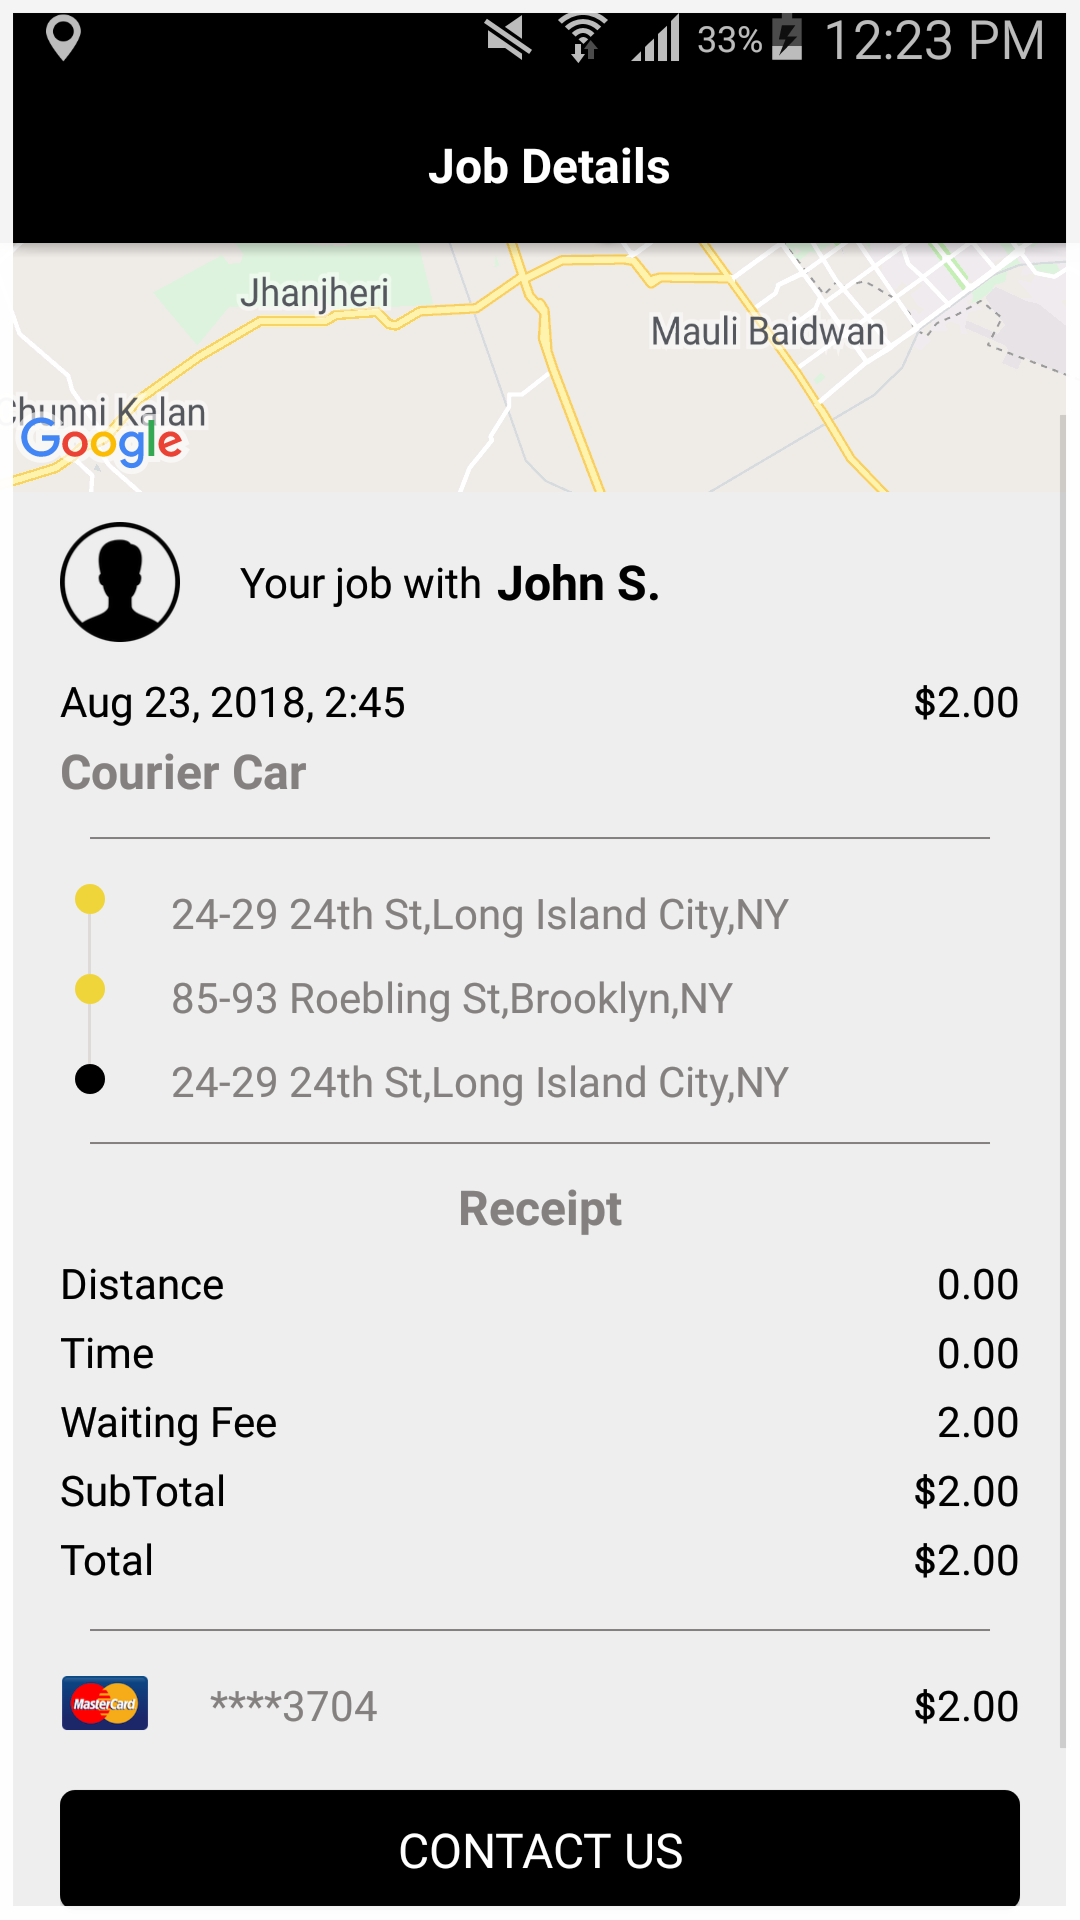 33% 12:23 PM
Job Details
Jhanjheri
Mauli Baidwan
Chunni Kalan
Google
Your job with John S.
Aug 23, 2018, 2:45 $2.00
Courier Car
24-29 24th St,Long Island City,NY
85-93 Roebling St,Brooklyn,NY
24-29 24th St,Long Island City,NY
Receipt
Distance 0.00
Time 0.00
Waiting Fee 2.00
SubTotal $2.00
Total $2.00
MasterCard ****3704 $2.00
CONTACT US